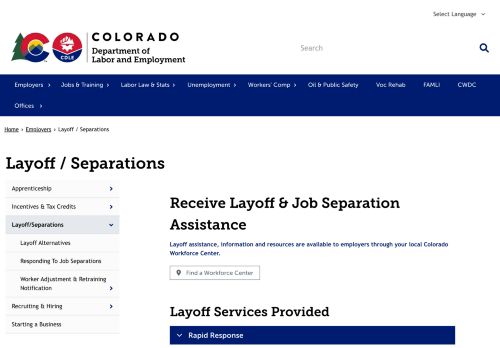 Select Language
COLORADO
Department of
Labor and Employment
CDLE
Search
Employers Jobs & Training Labor Law & Stats Unemployment Workers' Comp Oil & Public Safety Voc Rehab FAMLI CWDC
Offices
Home › Employers › Layoff / Separations
Layoff / Separations
Apprenticeship
Incentives & Tax Credits
Layoff/Separations
Layoff Alternatives
Responding To Job Separations
Worker Adjustment & Retraining
Notification
Recruiting & Hiring
Starting a Business
Receive Layoff & Job Separation
Assistance
Layoff assistance, information and resources are available to employers through your local Colorado
Workforce Center.
Find a Workforce Center
Layoff Services Provided
Rapid Response